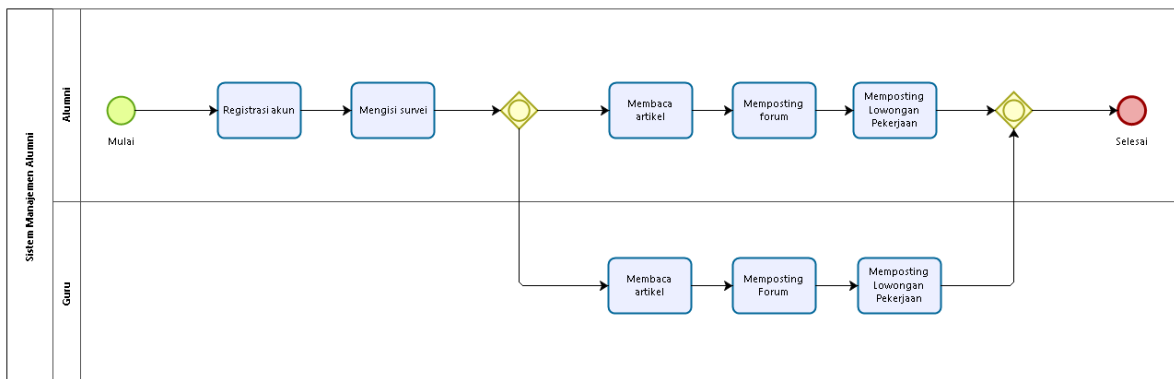 Sistem Manajemen Alumni
Alumni
Mulai
Registrasi akun
Mengisi survei
Membaca
artikel
Memposting
forum
Memposting
Lowongan
Pekerjaan
Selesai
Guru
Membaca
artikel
Memposting
Forum
Memposting
Lowongan
Pekerjaan